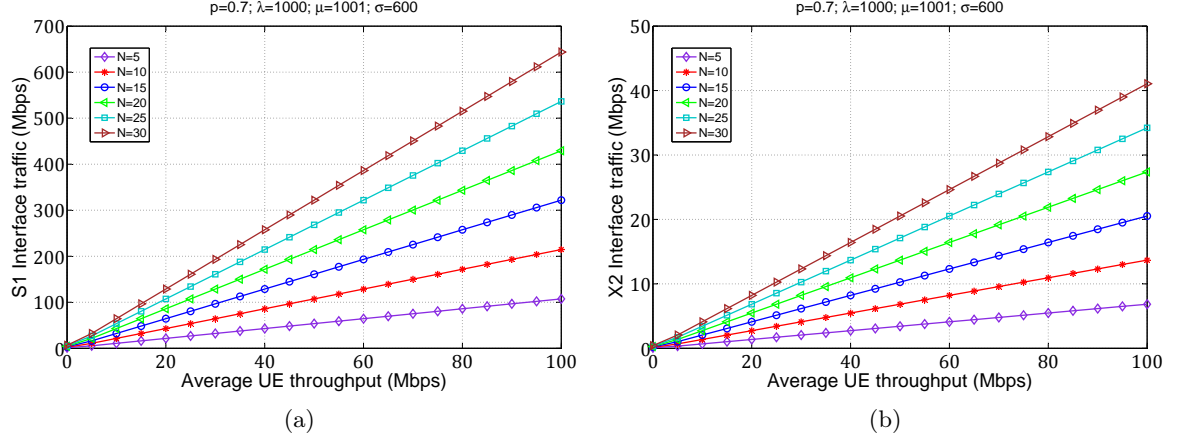 p=0.7; λ=1000; μ=1001; σ=600
700
600
500
400
300
200
100
0
S1 Interface traffic (Mbps)
N=5
N=10
N=15
N=20
N=25
N=30
0 20 40 60 80 100
Average UE throughput (Mbps)
(a)
p=0.7; λ=1000; μ=1001; σ=600
50
40
30
20
10
0
X2 Interface traffic (Mbps)
N=5
N=10
N=15
N=20
N=25
N=30
0 20 40 60 80 100
Average UE throughput (Mbps)
(b)